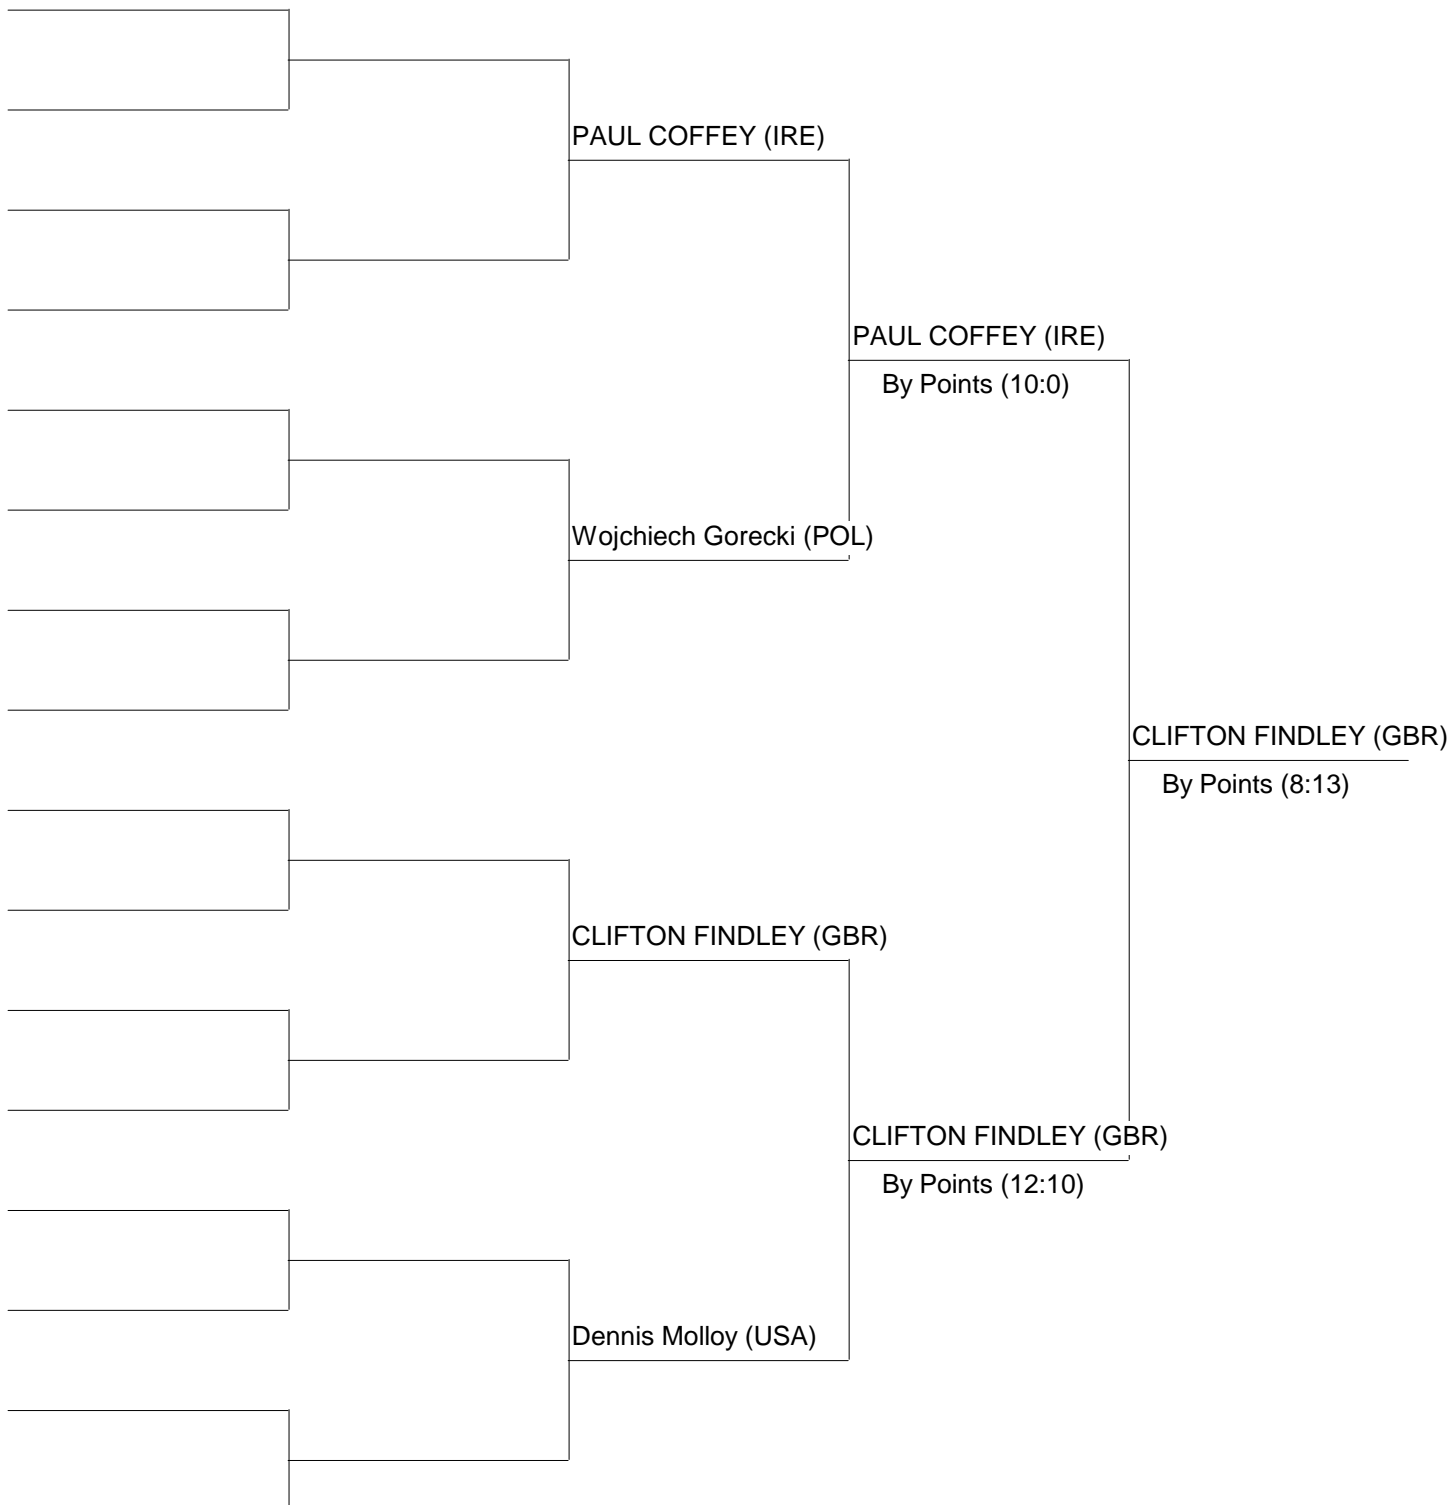 PAUL COFFEY (IRE)
PAUL COFFEY (IRE)
By Points (10:0)
Wojchiech Gorecki (POL)
CLIFTON FINDLEY (GBR)
By Points (8:13)
CLIFTON FINDLEY (GBR)
CLIFTON FINDLEY (GBR)
By Points (12:10)
Dennis Molloy (USA)